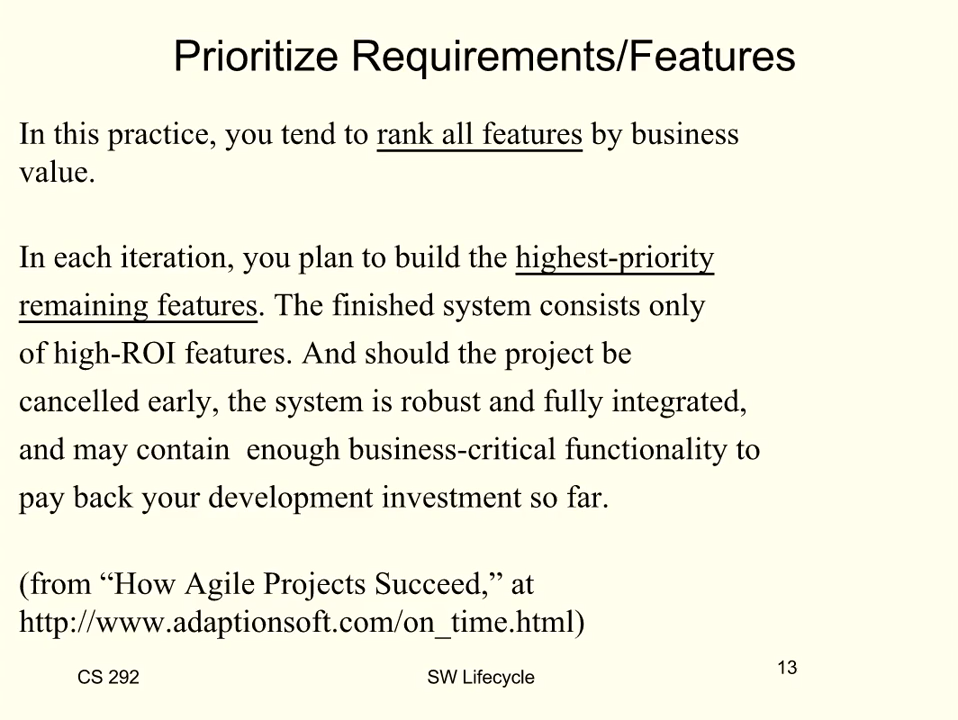 Prioritize Requirements/Features
In this practice, you tend to rank all features by business
value.
In each iteration, you plan to build the highest-priority
remaining features. The finished system consists only
of high-ROI features. And should the project be
cancelled early, the system is robust and fully integrated,
and may contain  enough business-critical functionality to
pay back your development investment so far.
(from “How Agile Projects Succeed,” at
http://www.adaptionsoft.com/on_time.html)
CS 292
SW Lifecycle
13